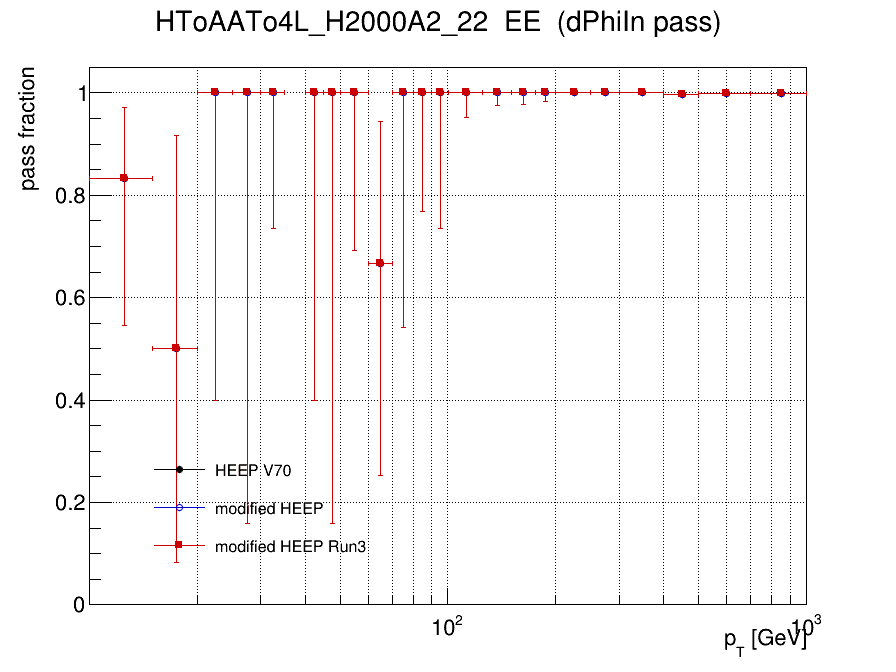 HToAATo4L_H2000A2_22 EE (dPhiIn pass)
pass fraction
1
0.8
0.6
0.4
0.2
0
HEEP V70
modified HEEP
modified HEEP Run3
10²
10³
p_T [GeV]